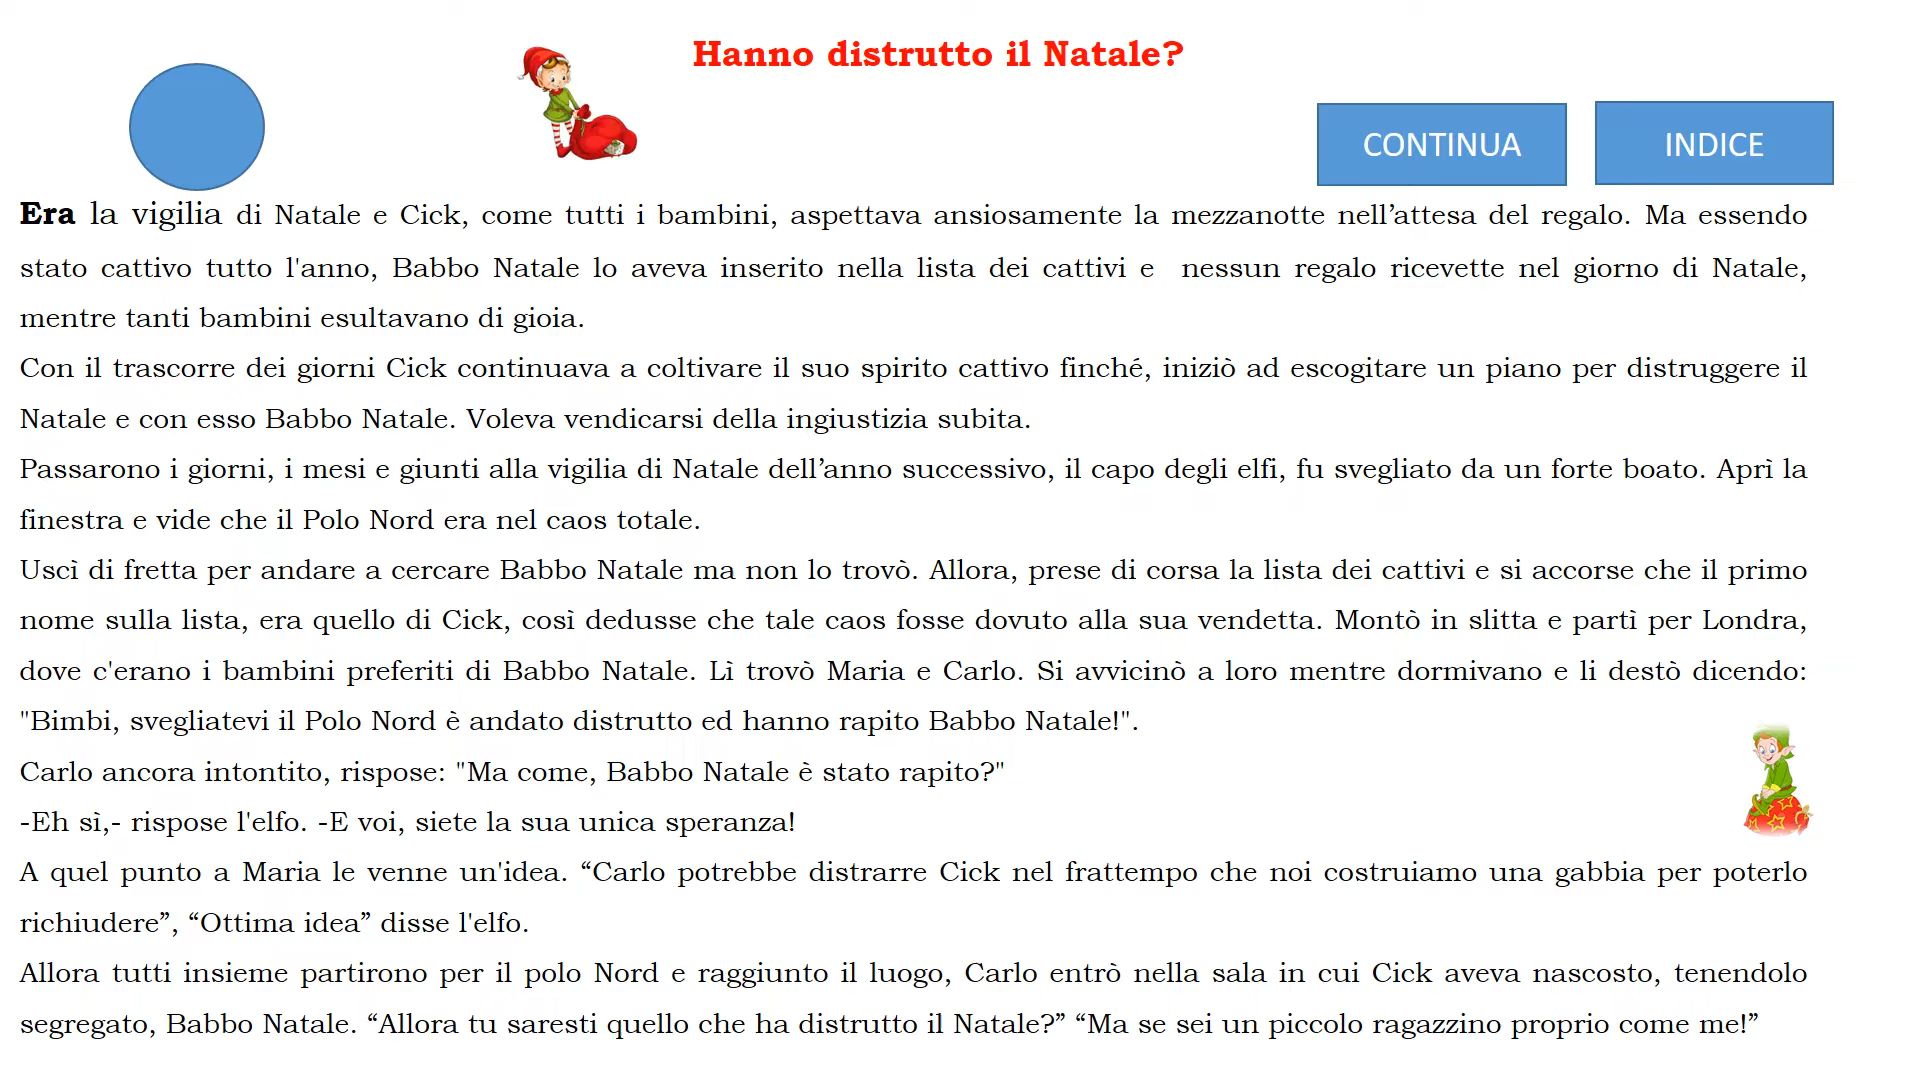 Hanno distrutto il Natale?
CONTINUA
INDICE
Era la vigilia di Natale e Cick, come tutti i bambini, aspettava ansiosamente la mezzanotte nell’attesa del regalo. Ma essendo
stato cattivo tutto l'anno, Babbo Natale lo aveva inserito nella lista dei cattivi e  nessun regalo ricevette nel giorno di Natale,
mentre tanti bambini esultavano di gioia.
Con il trascorre dei giorni Cick continuava a coltivare il suo spirito cattivo finché, iniziò ad escogitare un piano per distruggere il
Natale e con esso Babbo Natale. Voleva vendicarsi della ingiustizia subita.
Passarono i giorni, i mesi e giunti alla vigilia di Natale dell’anno successivo, il capo degli elfi, fu svegliato da un forte boato. Aprì la
finestra e vide che il Polo Nord era nel caos totale.
Uscì di fretta per andare a cercare Babbo Natale ma non lo trovò. Allora, prese di corsa la lista dei cattivi e si accorse che il primo
nome sulla lista, era quello di Cick, così dedusse che tale caos fosse dovuto alla sua vendetta. Montò in slitta e partì per Londra,
dove c'erano i bambini preferiti di Babbo Natale. Lì trovò Maria e Carlo. Si avvicinò a loro mentre dormivano e li destò dicendo:
"Bimbi, svegliatevi il Polo Nord è andato distrutto ed hanno rapito Babbo Natale!".
Carlo ancora intontito, rispose: "Ma come, Babbo Natale è stato rapito?"
-Eh sì,- rispose l'elfo. -E voi, siete la sua unica speranza!
A quel punto a Maria le venne un'idea. “Carlo potrebbe distrarre Cick nel frattempo che noi costruiamo una gabbia per poterlo
richiudere”, “Ottima idea” disse l'elfo.
Allora tutti insieme partirono per il polo Nord e raggiunto il luogo, Carlo entrò nella sala in cui Cick aveva nascosto, tenendolo
segregato, Babbo Natale. “Allora tu saresti quello che ha distrutto il Natale?” “Ma se sei un piccolo ragazzino proprio come me!”